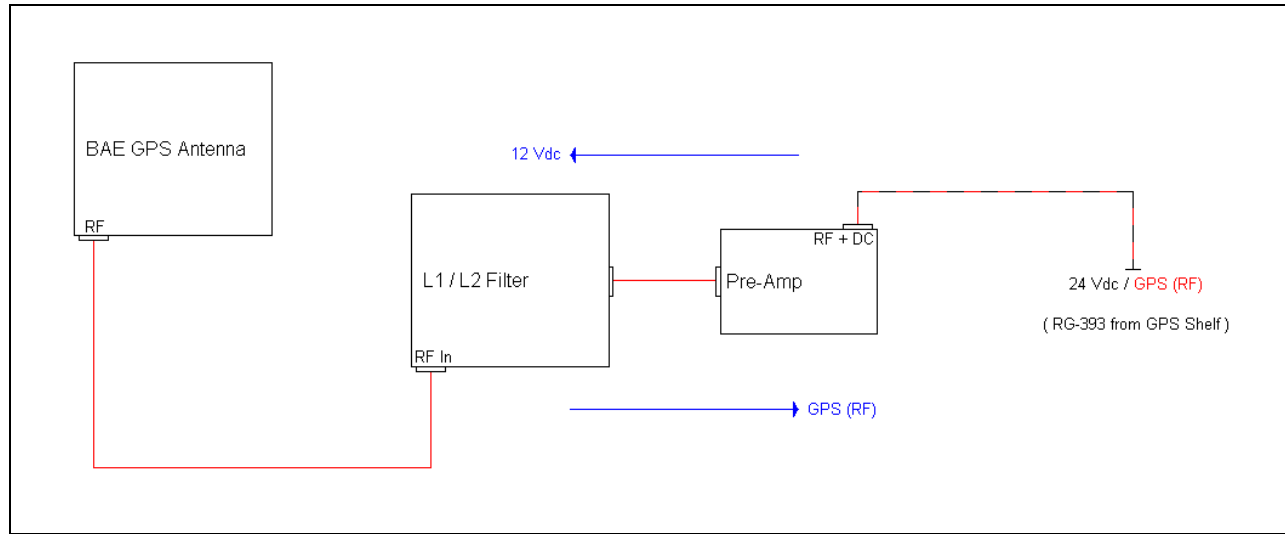 BAE GPS Antenna
RF
12 Vdc
L1 / L2 Filter
RF In
Pre-Amp
RF + DC
24 Vdc / GPS (RF)
( RG-393 from GPS Shelf )
GPS (RF)